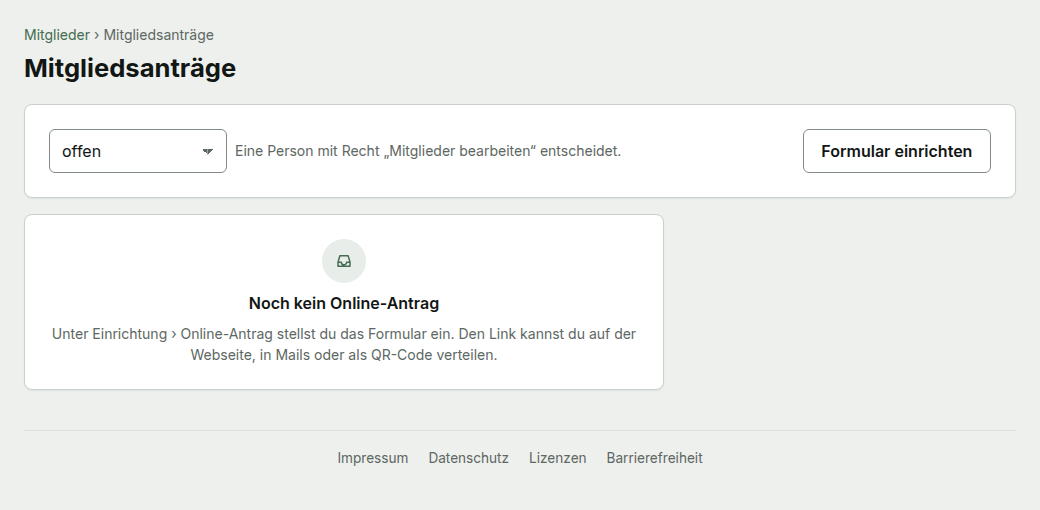 Mitglieder › Mitgliedsanträge
Mitgliedsanträge
offen
Eine Person mit Recht „Mitglieder bearbeiten“ entscheidet.
Formular einrichten
Noch kein Online-Antrag
Unter Einrichtung › Online-Antrag stellst du das Formular ein. Den Link kannst du auf der
Webseite, in Mails oder als QR-Code verteilen.
Impressum Datenschutz Lizenzen Barrierefreiheit